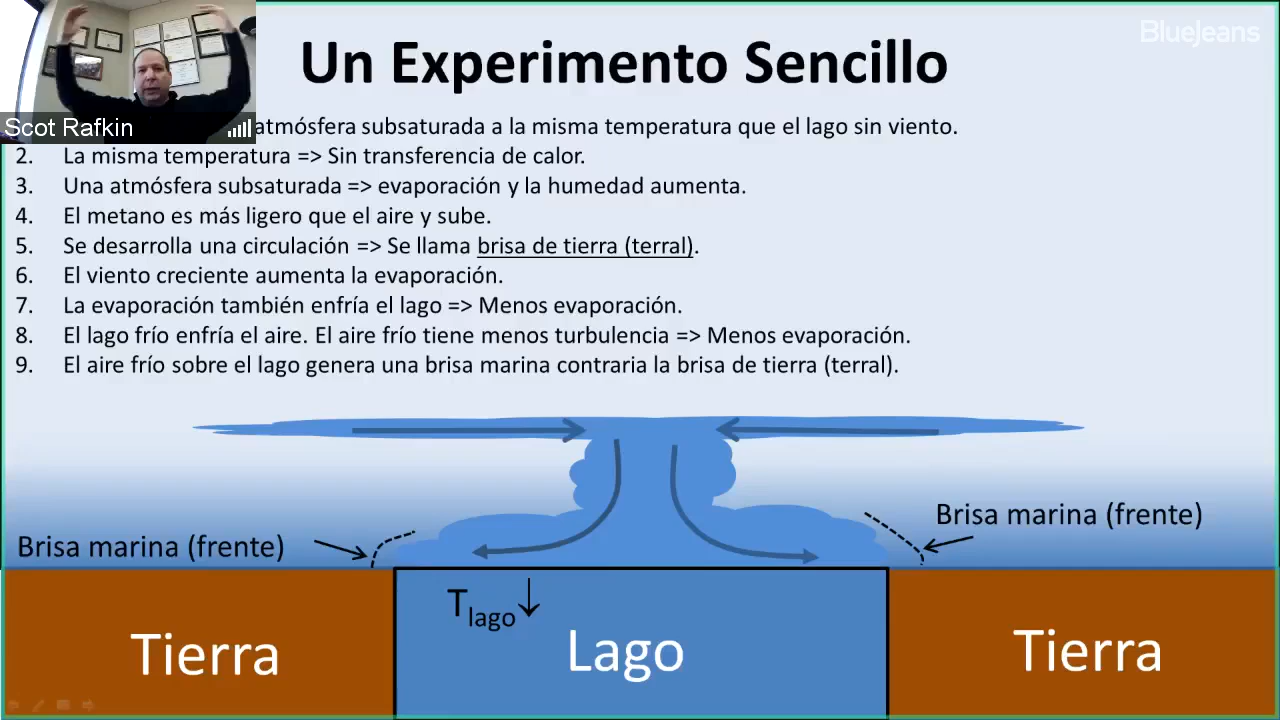 BlueJeans
Un Experimento Sencillo
Scot Rafkin
atmósfera subsaturada a la misma temperatura que el lago sin viento.
2. La misma temperatura => Sin transferencia de calor.
3. Una atmósfera subsaturada => evaporación y la humedad aumenta.
4. El metano es más ligero que el aire y sube.
5. Se desarrolla una circulación => Se llama brisa de tierra (terral).
6. El viento creciente aumenta la evaporación.
7. La evaporación también enfría el lago => Menos evaporación.
8. El lago frío enfría el aire. El aire frío tiene menos turbulencia => Menos evaporación.
9. El aire frío sobre el lago genera una brisa marina contraria la brisa de tierra (terral).
Brisa marina (frente)
Brisa marina (frente)
Tlago↓
Tierra
Lago
Tierra